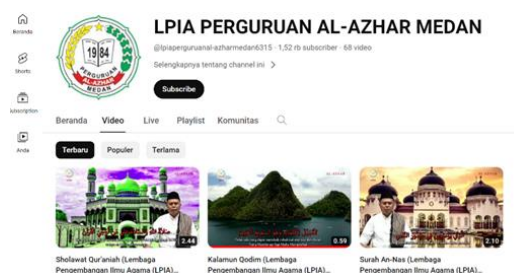 Beranda
Shorts
Subscription
Anda
1984
PERGURUAN
AL-AZHAR
MEDAN
LPIA PERGURUAN AL-AZHAR MEDAN
@lpiaperguruanal-azharmedan6315 · 1,52 rb subscriber · 68 video
Selengkapnya tentang channel ini >
Subscribe
Beranda Video Live Playlist Komunitas
Terbaru Populer Terlama
2.44
0.59
2.10
Sholawat Qur'aniah (Lembaga
Pengembangan Ilmu Agama (LPIA)...
Kalamun Qodim (Lembaga
Pengembangan Ilmu Agama (LPIA)...
Surah An-Nas (Lembaga
Pengembangan Ilmu Agama (LPIA)...